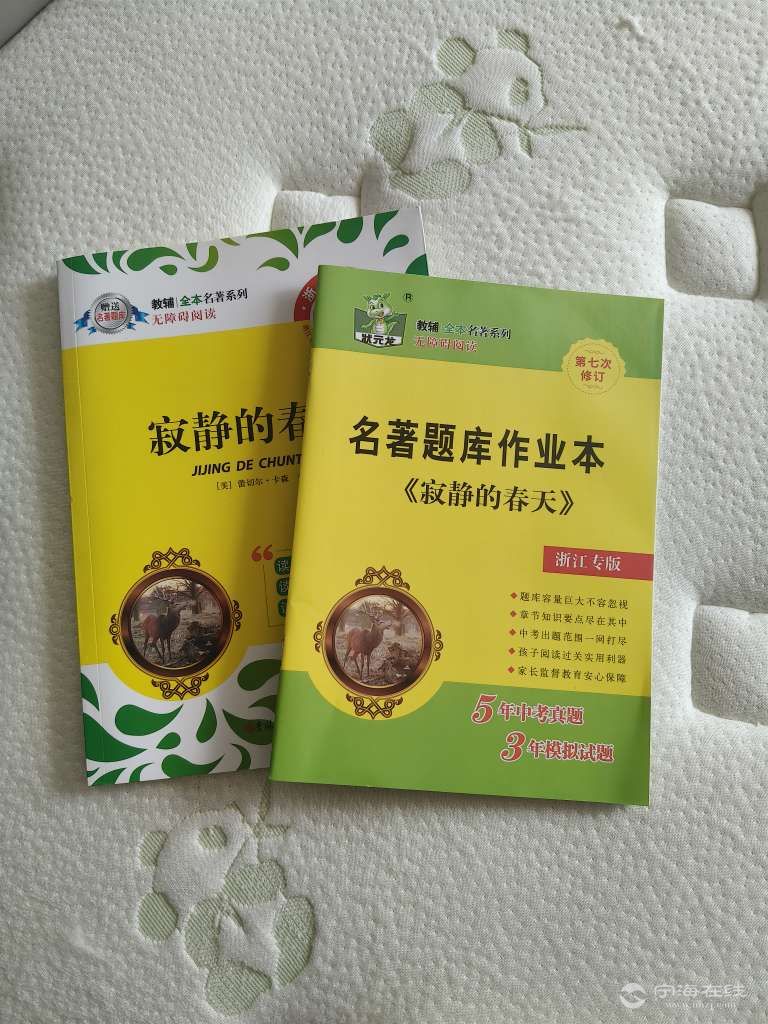 赠送
名著题库
教辅 全本名著系列
无障碍阅读
浙
寂静的春
JIJING DE CHUNT
[美] 蕾切尔·卡森
“
读
读
狀元龙
®
教辅 全本名著系列
无障碍阅读
第七次
修订
名著题库作业本
《寂静的春天》
浙江专版
◆题库容量巨大不容忽视
◆章节知识要点尽在其中
◆中考出题范围一网打尽
◆孩子阅读过关实用利器
◆家长监督教育安心保障
5年中考真题
3年模拟试题
宁海在线